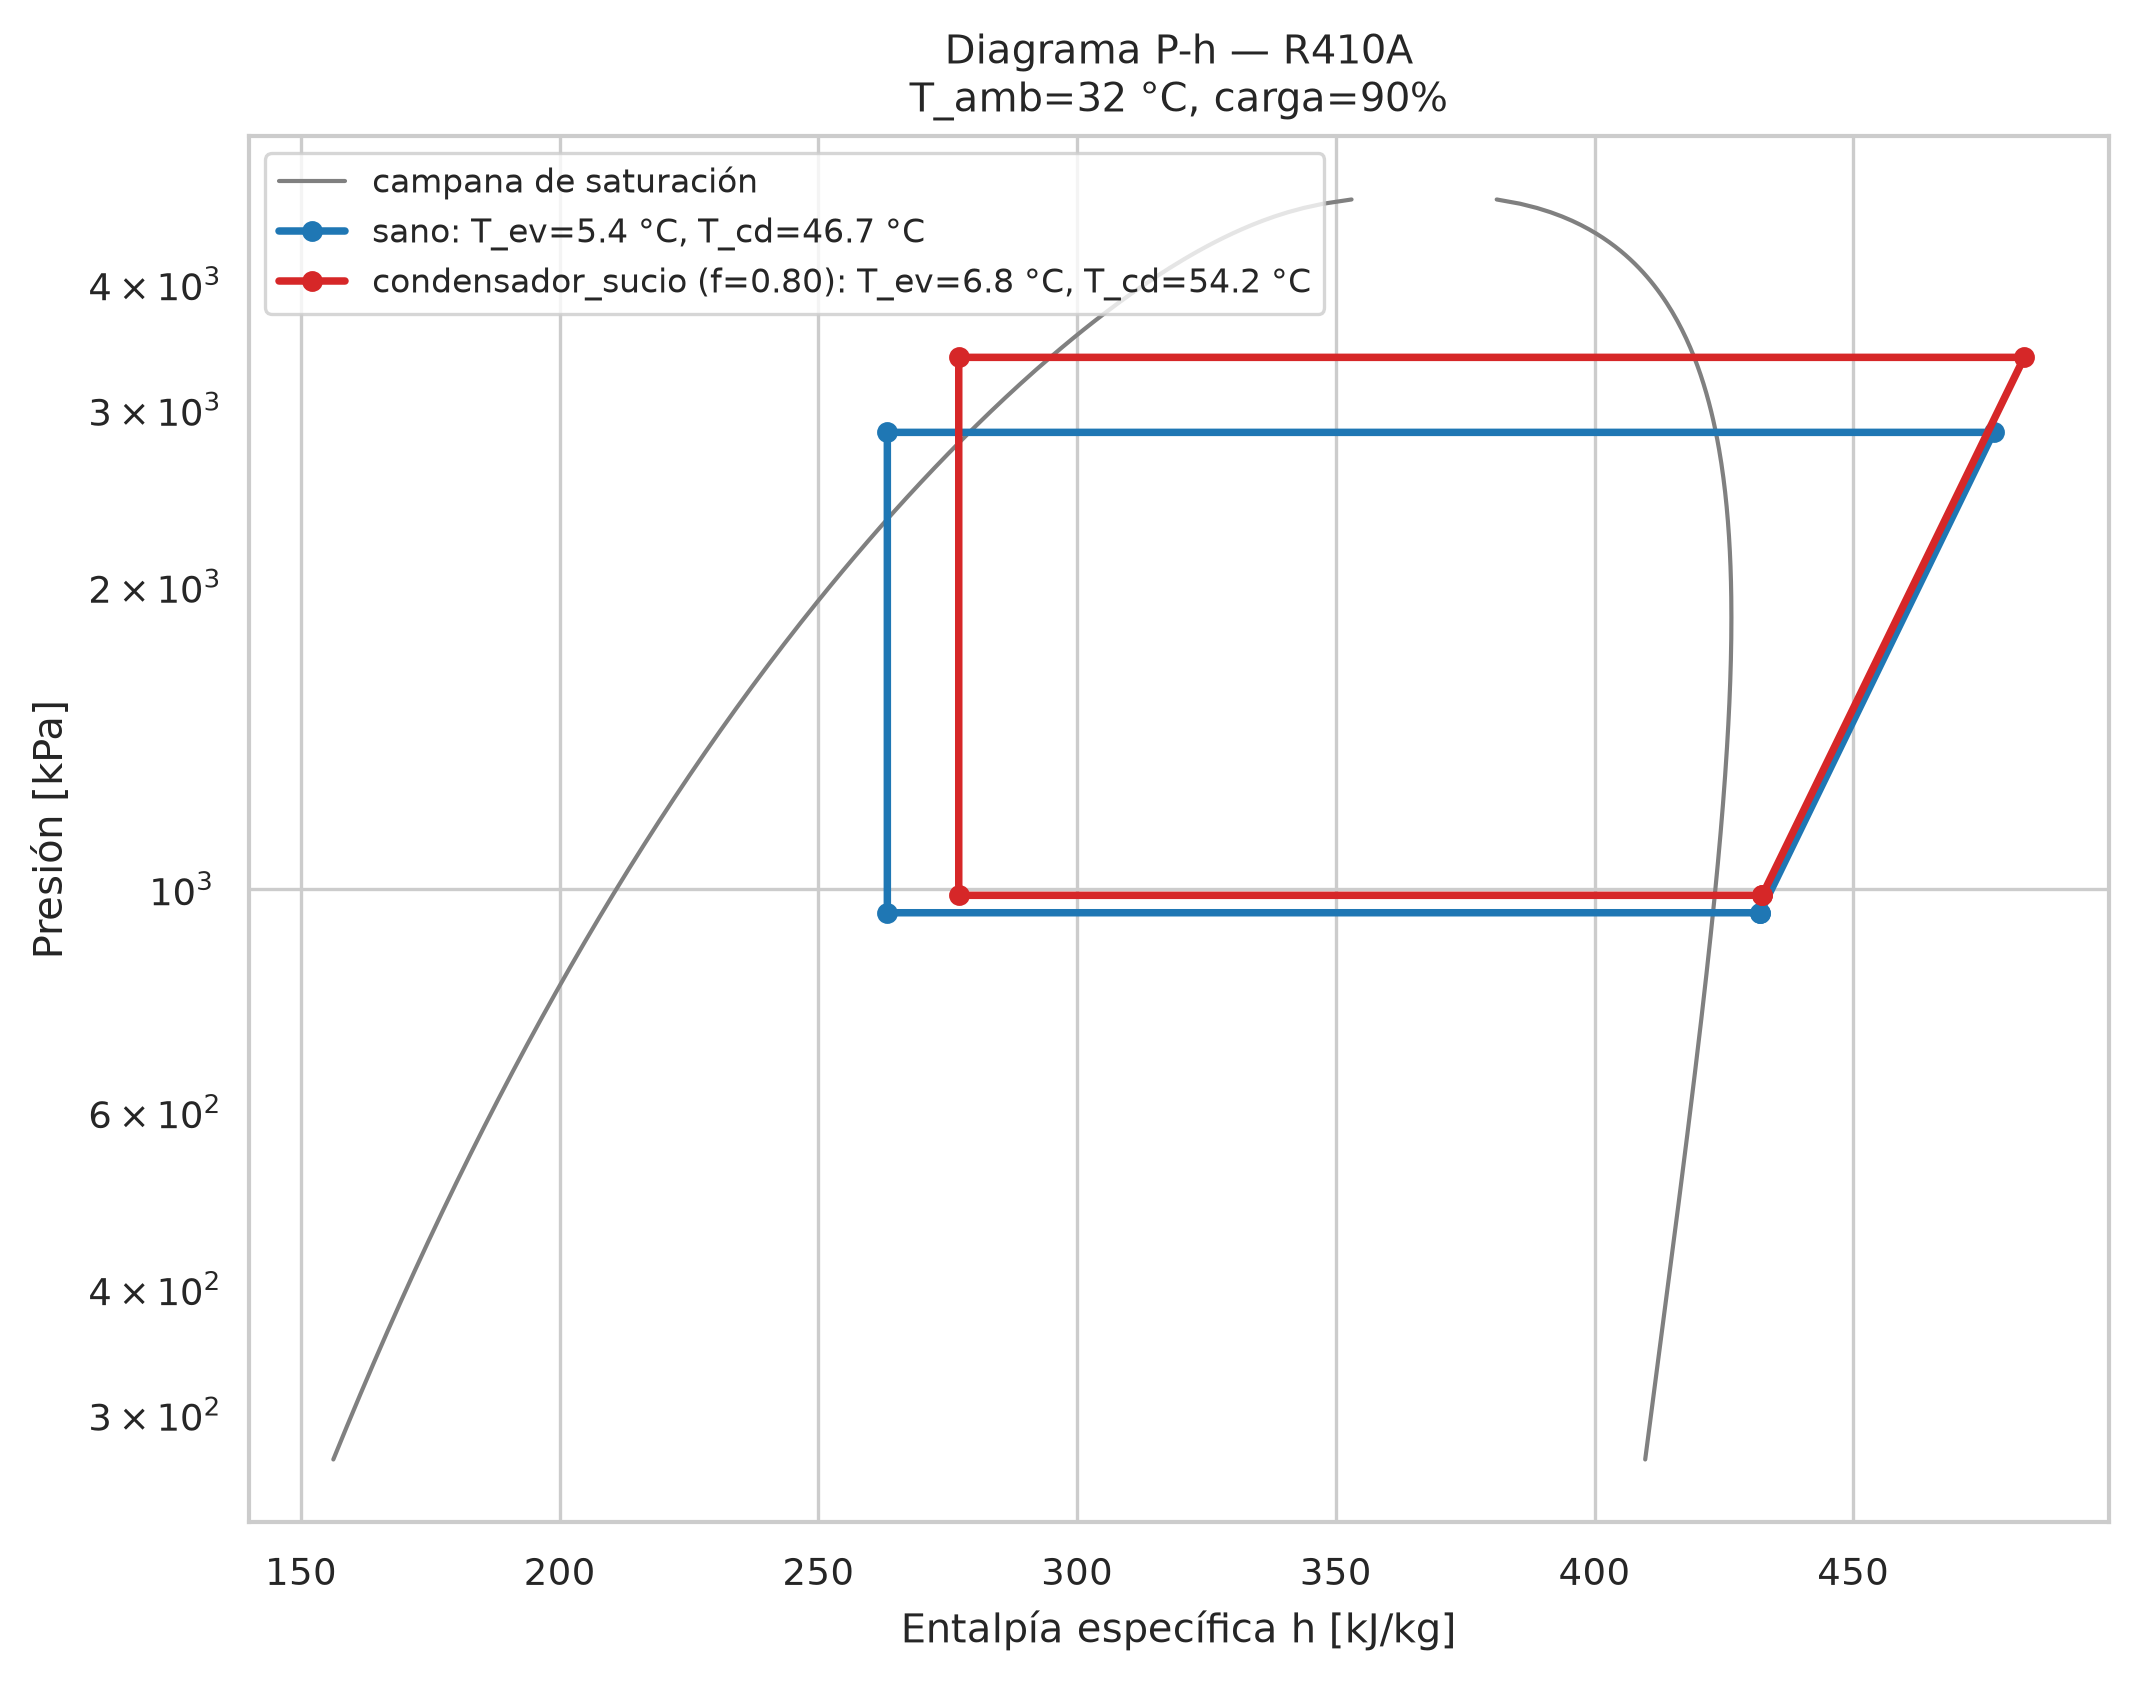 Diagrama P-h — R410A
T_amb=32 °C, carga=90%
campana de saturación
sano: T_ev=5.4 °C, T_cd=46.7 °C
condensador_sucio (f=0.80): T_ev=6.8 °C, T_cd=54.2 °C
4 × 10³
3 × 10³
2 × 10³
10³
6 × 10²
4 × 10²
3 × 10²
Presión [kPa]
150 200 250 300 350 400 450
Entalpía específica h [kJ/kg]